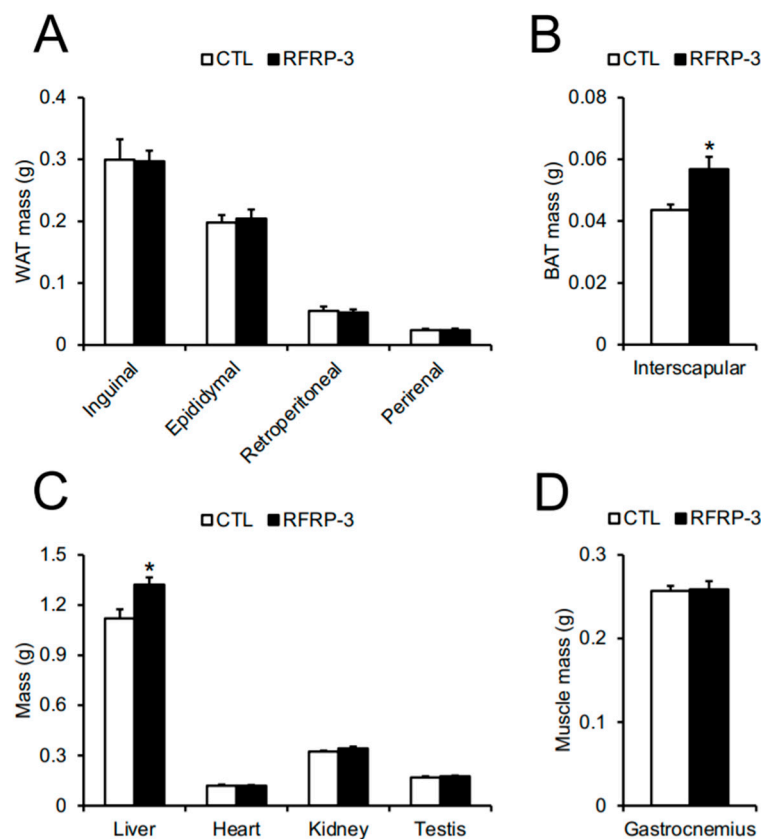 A
CTL RFRP-3
WAT mass (g)
0.4
0.3
0.2
0.1
0
Inguinal
Epididymal
Retroperitoneal
Perirenal
B
CTL RFRP-3
BAT mass (g)
0.08
0.06
0.04
0.02
0
*
Interscapular
C
CTL RFRP-3
Mass (g)
1.5
1.2
0.9
0.6
0.3
0
*
Liver Heart Kidney Testis
D
CTL RFRP-3
Muscle mass (g)
0.3
0.2
0.1
0
Gastrocnemius